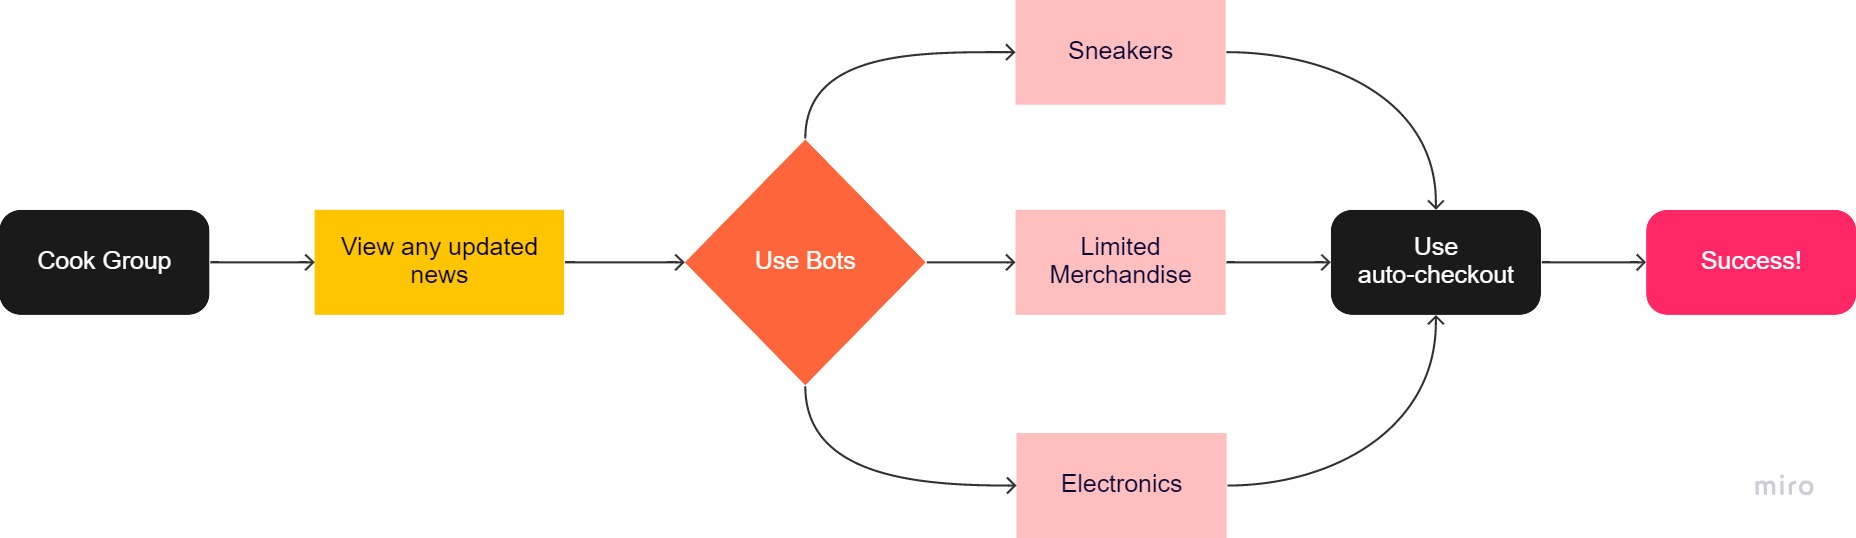 Sneakers
Cook Group
View any updated
news
Use Bots
Limited
Merchandise
Use
auto-checkout
Success!
Electronics
miro